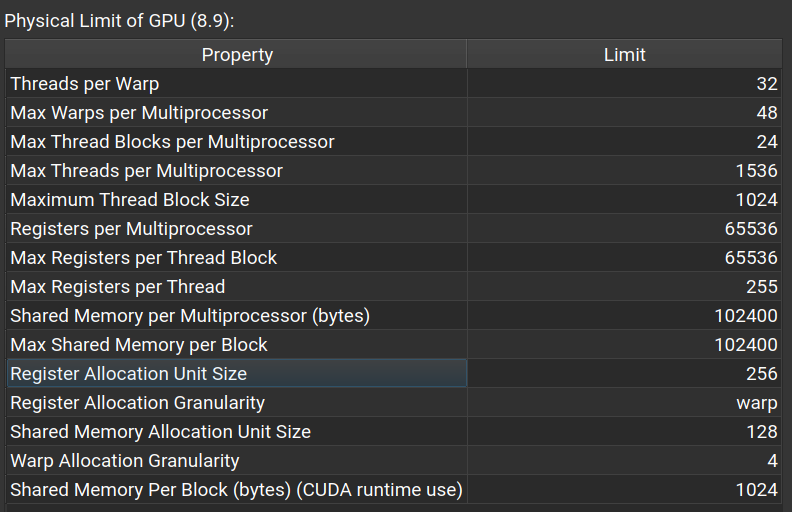 Physical Limit of GPU (8.9):
Property Limit
Threads per Warp 32
Max Warps per Multiprocessor 48
Max Thread Blocks per Multiprocessor 24
Max Threads per Multiprocessor 1536
Maximum Thread Block Size 1024
Registers per Multiprocessor 65536
Max Registers per Thread Block 65536
Max Registers per Thread 255
Shared Memory per Multiprocessor (bytes) 102400
Max Shared Memory per Block 102400
Register Allocation Unit Size 256
Register Allocation Granularity warp
Shared Memory Allocation Unit Size 128
Warp Allocation Granularity 4
Shared Memory Per Block (bytes) (CUDA runtime use) 1024